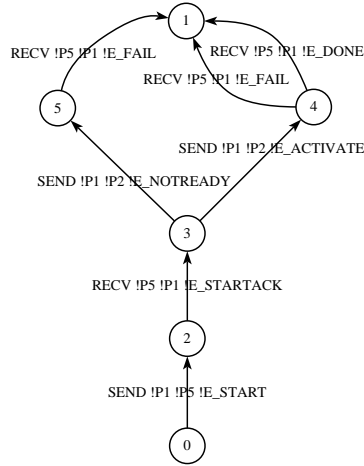 1
RECV !P5 !P1 !E_FAIL
RECV !P5 !P1 !E_DONE
RECV !P5 !P1 !E_FAIL
5
4
SEND !P1 !P2 !E_ACTIVATE
SEND !P1 !P2 !E_NOTREADY
3
RECV !P5 !P1 !E_STARTACK
2
SEND !P1 !P5 !E_START
0